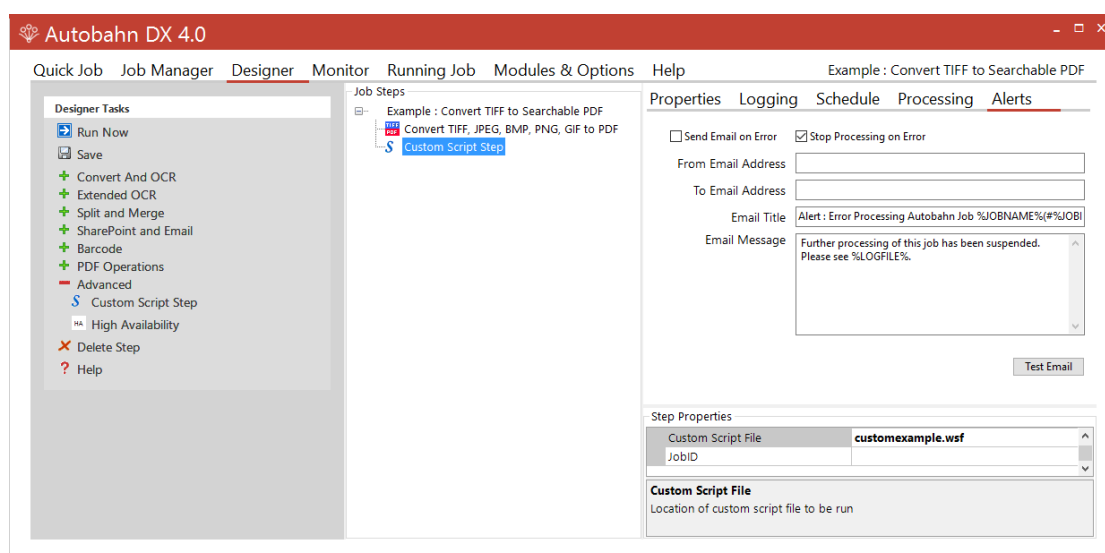 Autobahn DX 4.0
Quick Job Job Manager Designer Monitor Running Job Modules & Options Help Example : Convert TIFF to Searchable PDF
Designer Tasks
Run Now
Save
Convert And OCR
Extended OCR
Split and Merge
SharePoint and Email
Barcode
PDF Operations
Advanced
S Custom Script Step
HA High Availability
Delete Step
? Help
Job Steps
Example : Convert TIFF to Searchable PDF
TIFF PDF Convert TIFF, JPEG, BMP, PNG, GIF to PDF
S Custom Script Step
Properties Logging Schedule Processing Alerts
Send Email on Error Stop Processing on Error
From Email Address
To Email Address
Email Title Alert : Error Processing Autobahn Job %JOBNAME%(#%JOBI
Email Message Further processing of this job has been suspended.
Please see %LOGFILE%.
Test Email
Step Properties
Custom Script File customexample.wsf
JobID
Custom Script File
Location of custom script file to be run